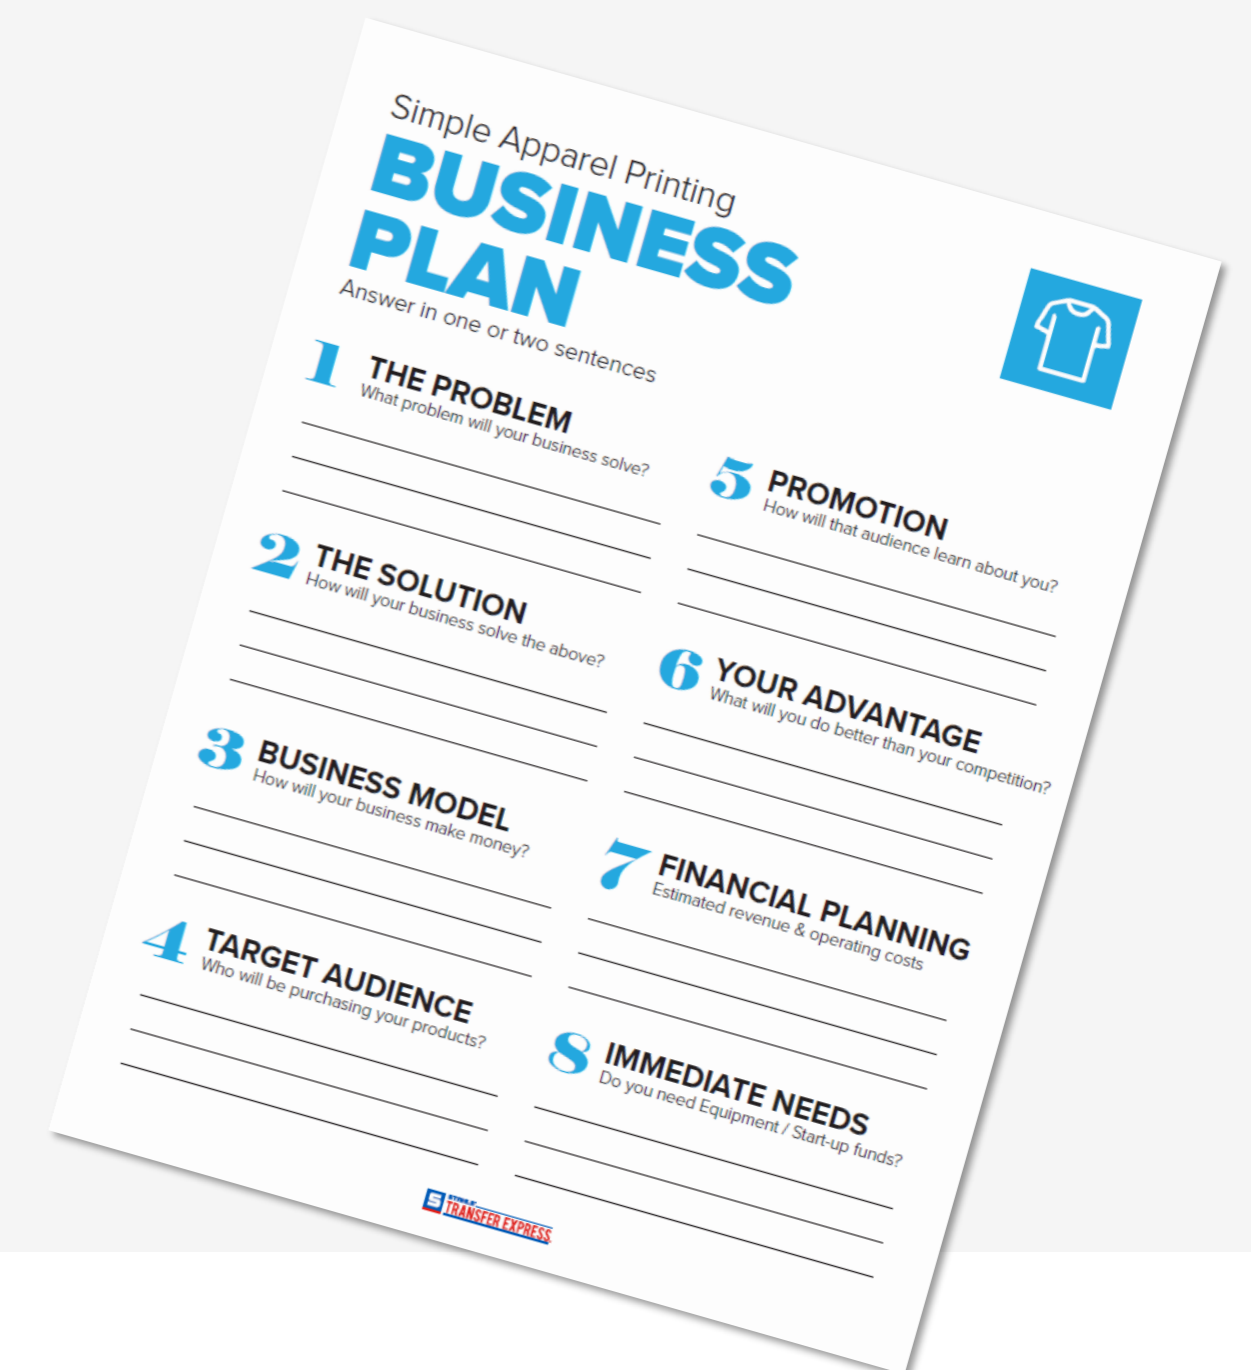 Simple Apparel Printing
BUSINESS
PLAN
Answer in one or two sentences
1 THE PROBLEM
What problem will your business solve?
2 THE SOLUTION
How will your business solve the above?
3 BUSINESS MODEL
How will your business make money?
4 TARGET AUDIENCE
Who will be purchasing your products?
5 PROMOTION
How will that audience learn about you?
6 YOUR ADVANTAGE
What will you do better than your competition?
7 FINANCIAL PLANNING
Estimated revenue & operating costs
8 IMMEDIATE NEEDS
Do you need Equipment / Start-up funds?
STAHLS'
TRANSFER EXPRESS